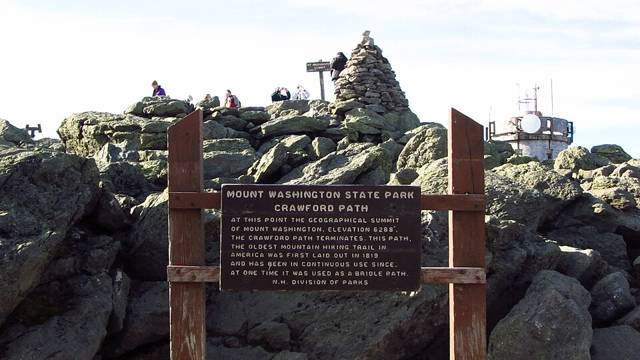 MOUNT WASHINGTON STATE PARK
CRAWFORD PATH
AT THIS POINT THE GEOGRAPHICAL SUMMIT
OF MOUNT WASHINGTON, ELEVATION 6288',
THE CRAWFORD PATH TERMINATES. THIS PATH,
THE OLDEST MOUNTAIN HIKING TRAIL IN
AMERICA WAS FIRST LAID OUT IN 1819
AND HAS BEEN IN CONTINUOUS USE SINCE.
AT ONE TIME IT WAS USED AS A BRIDLE PATH.
N.H. DIVISION OF PARKS